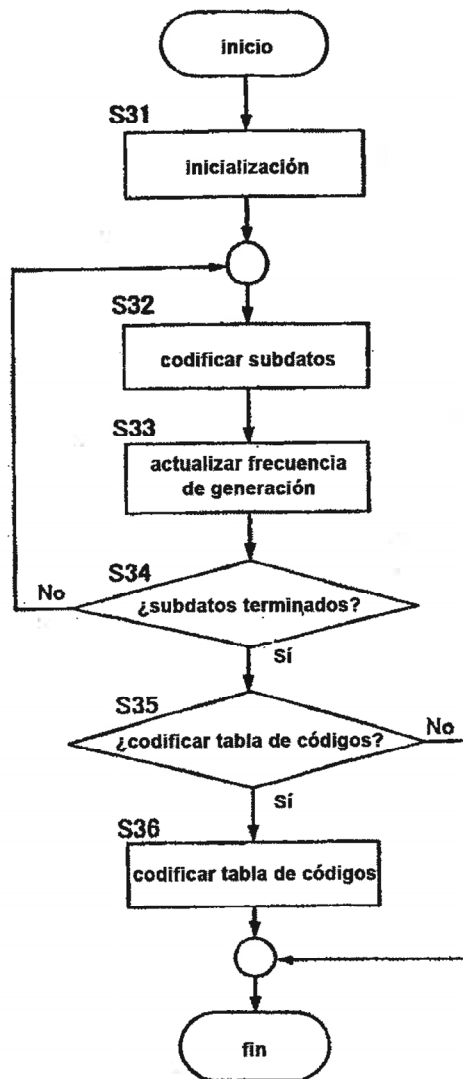 inicio
S31
inicialización
S32
codificar subdatos
S33
actualizar frecuencia
de generación
S34
No
¿subdatos terminados?
Sí
S35
No
¿codificar tabla de códigos?
Sí
S36
codificar tabla de códigos
fin